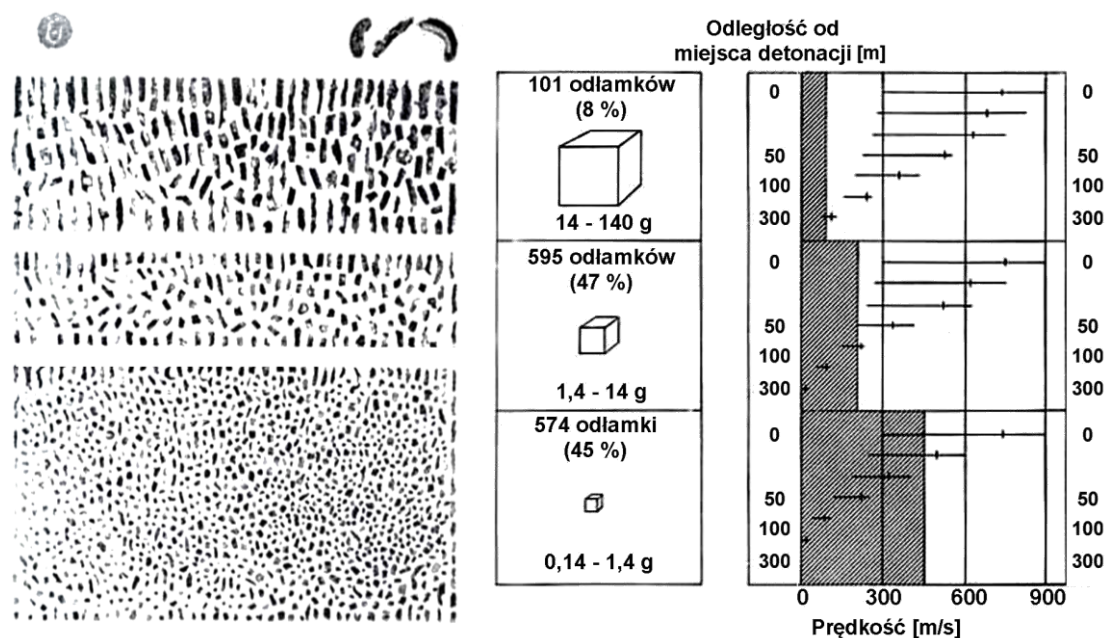 Odległość od
miejsca detonacji [m]
101 odłamków
(8 %)
14 - 140 g
0
50
100
300
0
50
100
300
595 odłamków
(47 %)
1,4 - 14 g
0
50
100
300
0
50
100
300
574 odłamki
(45 %)
0,14 - 1,4 g
0
50
100
300
0
50
100
300
0 300 600 900
Prędkość [m/s]